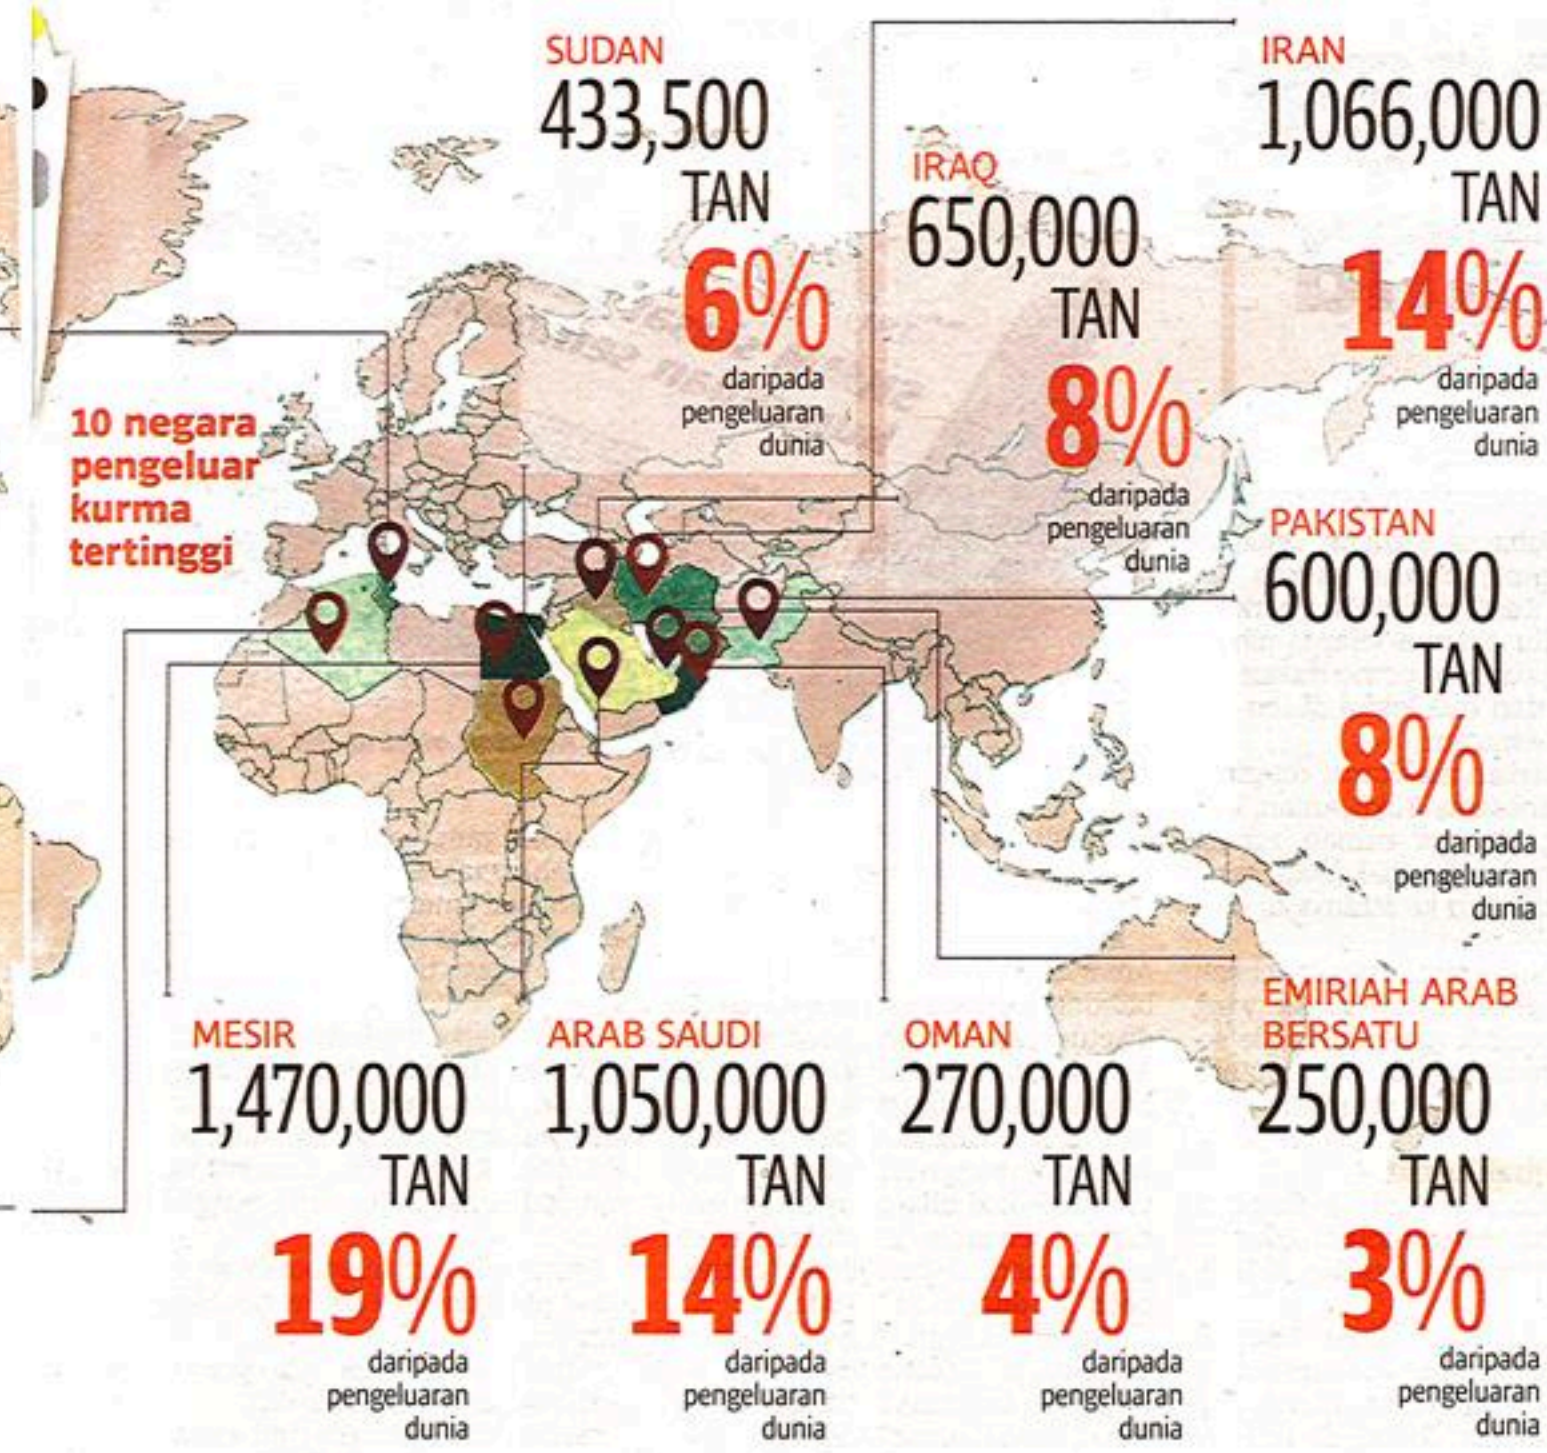 SUDAN
433,500
TAN
6%
daripada
pengeluaran
dunia
IRAQ
650,000
TAN
8%
daripada
pengeluaran
dunia
IRAN
1,066,000
TAN
14%
daripada
pengeluaran
dunia
10 negara
pengeluar
kurma
tertinggi
PAKISTAN
600,000
TAN
8%
daripada
pengeluaran
dunia
MESIR
1,470,000
TAN
19%
daripada
pengeluaran
dunia
ARAB SAUDI
1,050,000
TAN
14%
daripada
pengeluaran
dunia
OMAN
270,000
TAN
4%
daripada
pengeluaran
dunia
EMIRIAH ARAB
BERSATU
250,000
TAN
3%
daripada
pengeluaran
dunia